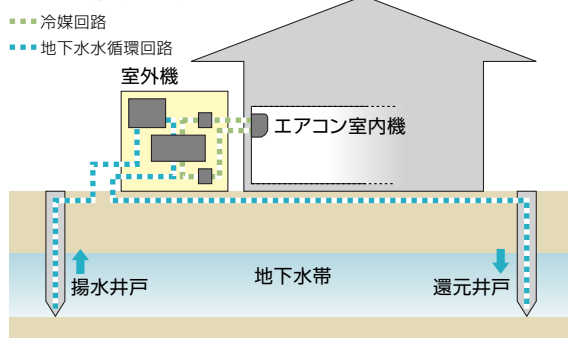 冷媒回路
地下水水循環回路
室外機
エアコン室内機
地下水帯
揚水井戸
還元井戸